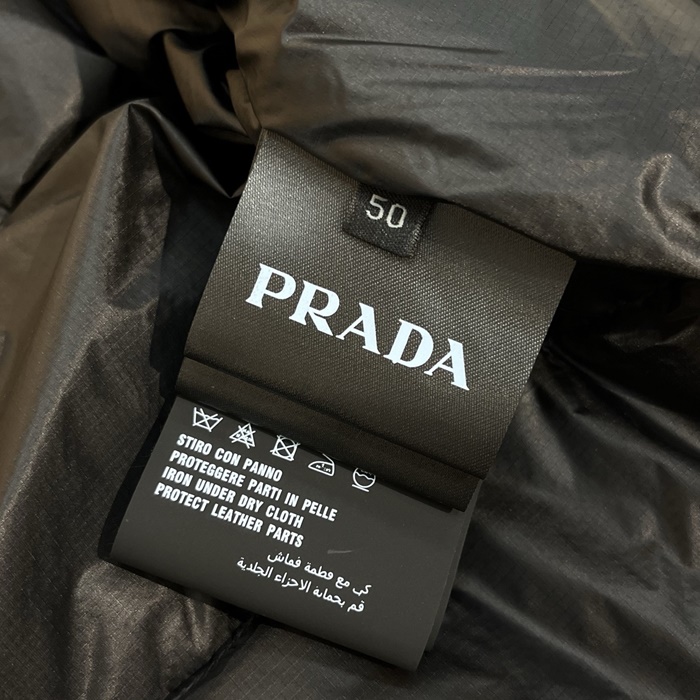 50
PRADA
STIRO CON PANNO
PROTEGGERE PARTI IN PELLE
IRON UNDER DRY CLOTH
PROTECT LEATHER PARTS
كي مع قطمة قماش
قم بحماية الاجزاء الجلدية